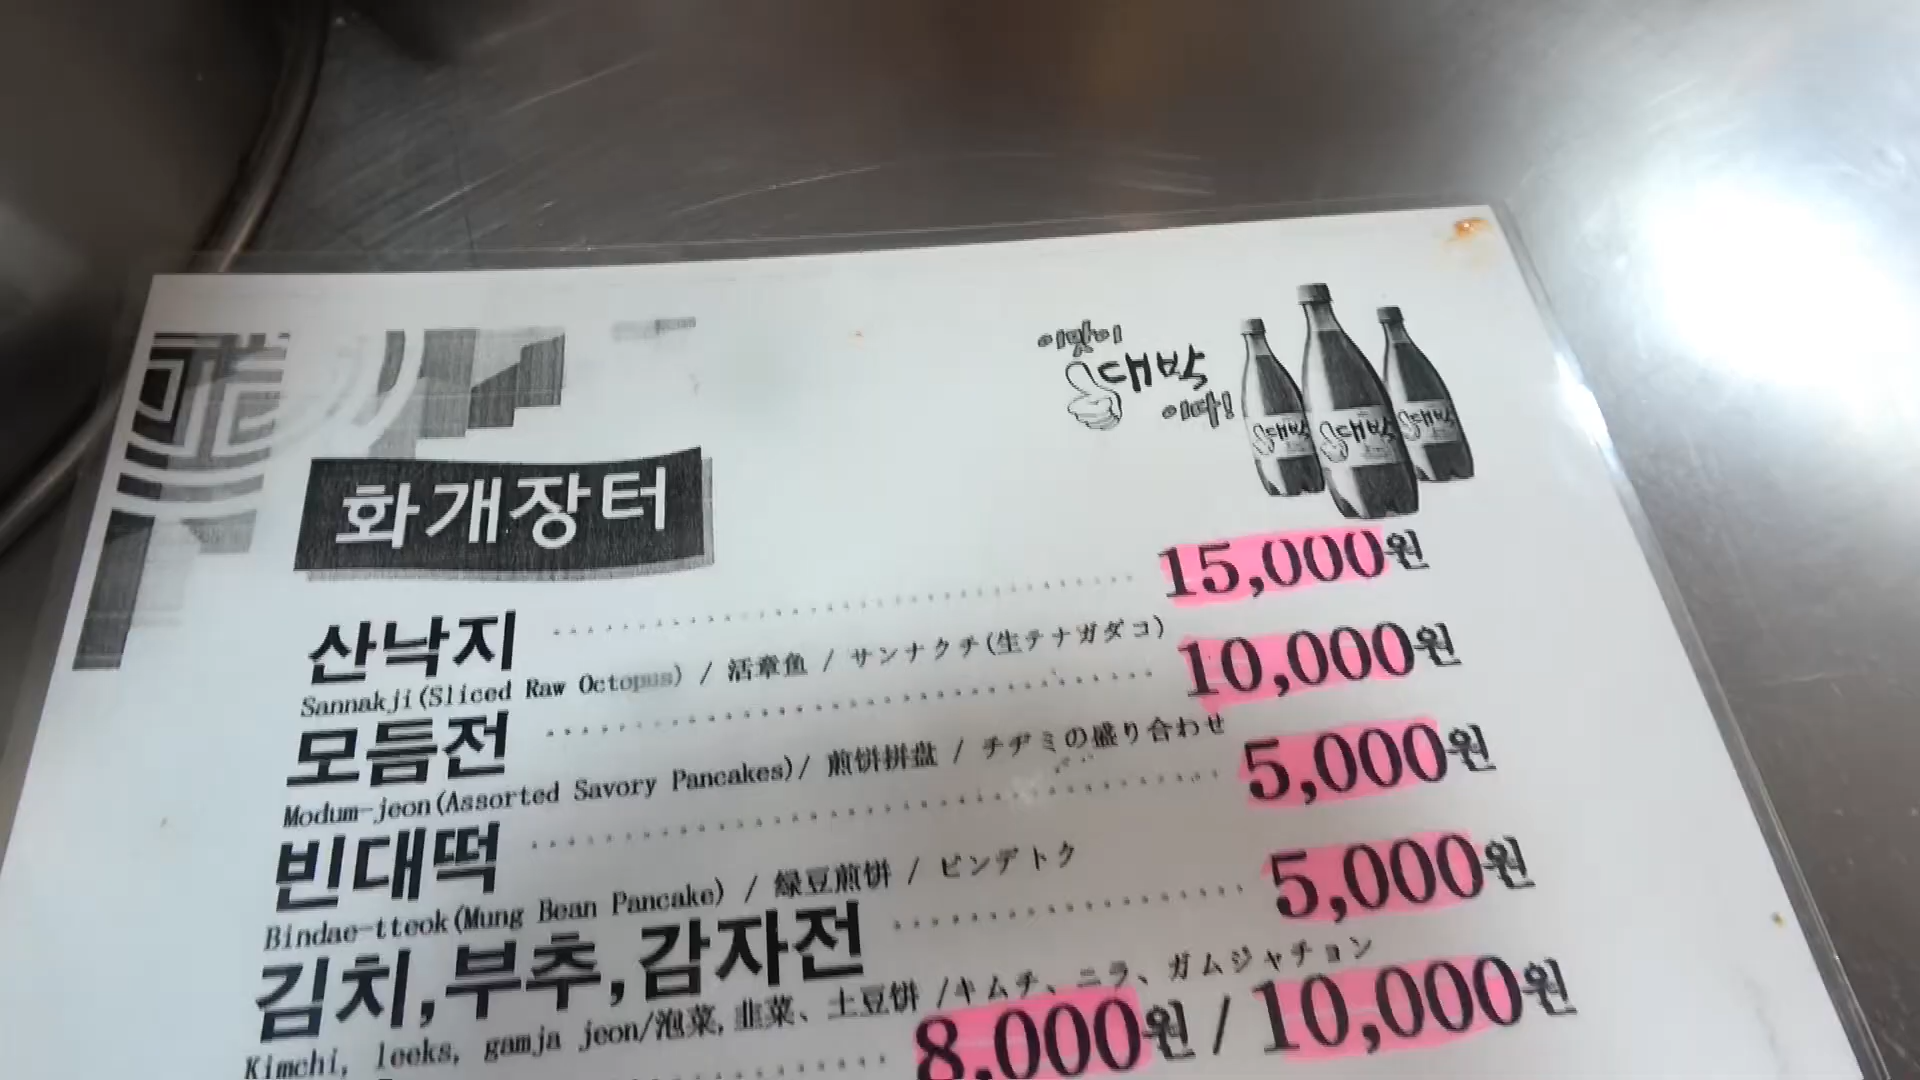 이맛이
대박
이다!
대박
대박
대박
화개장터
산낙지 15,000원
Sannakji(Sliced Raw Octopus) / 活章鱼 / サンナクチ(生テナガダコ)
모듬전 10,000원
Modum-jeon(Assorted Savory Pancakes)/ 煎饼拼盘 / チヂミの盛り合わせ
빈대떡 5,000원
Bindae-tteok(Mung Bean Pancake) / 绿豆煎饼 / ビンデトク
김치,부추,감자전 5,000원
Kimchi, leeks, gamja jeon/泡菜,韭菜、土豆饼 /キムチ、ニラ、ガムジャチョン
8,000원 / 10,000원